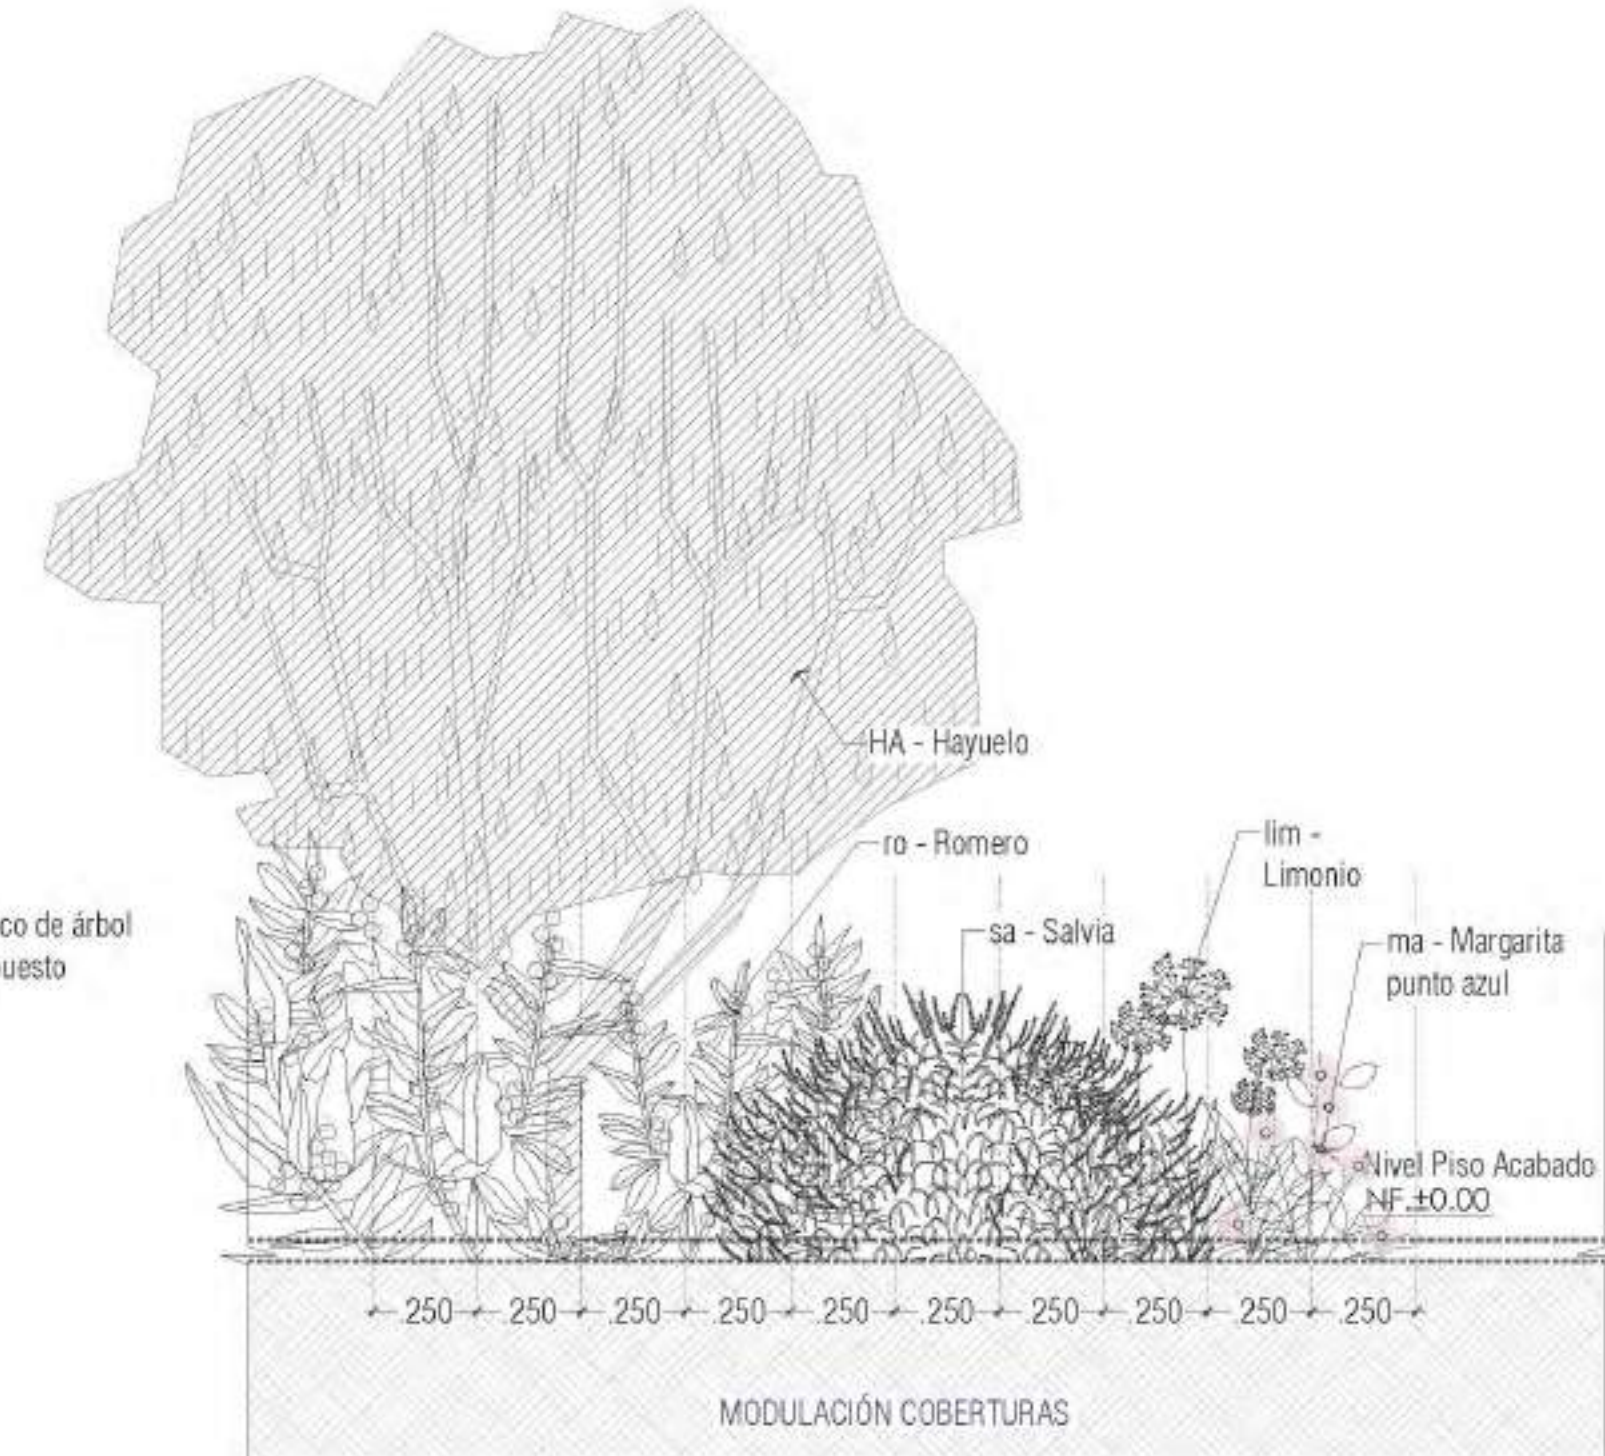 HA - Hayuelo
ro - Romero
lim -
Limonio
sa - Salvia
co de árbol
uesto
ma - Margarita
punto azul
Nivel Piso Acabado
NF.±0.00
.250 .250 .250 .250 .250 .250 .250 .250 .250 .250
MODULACIÓN COBERTURAS